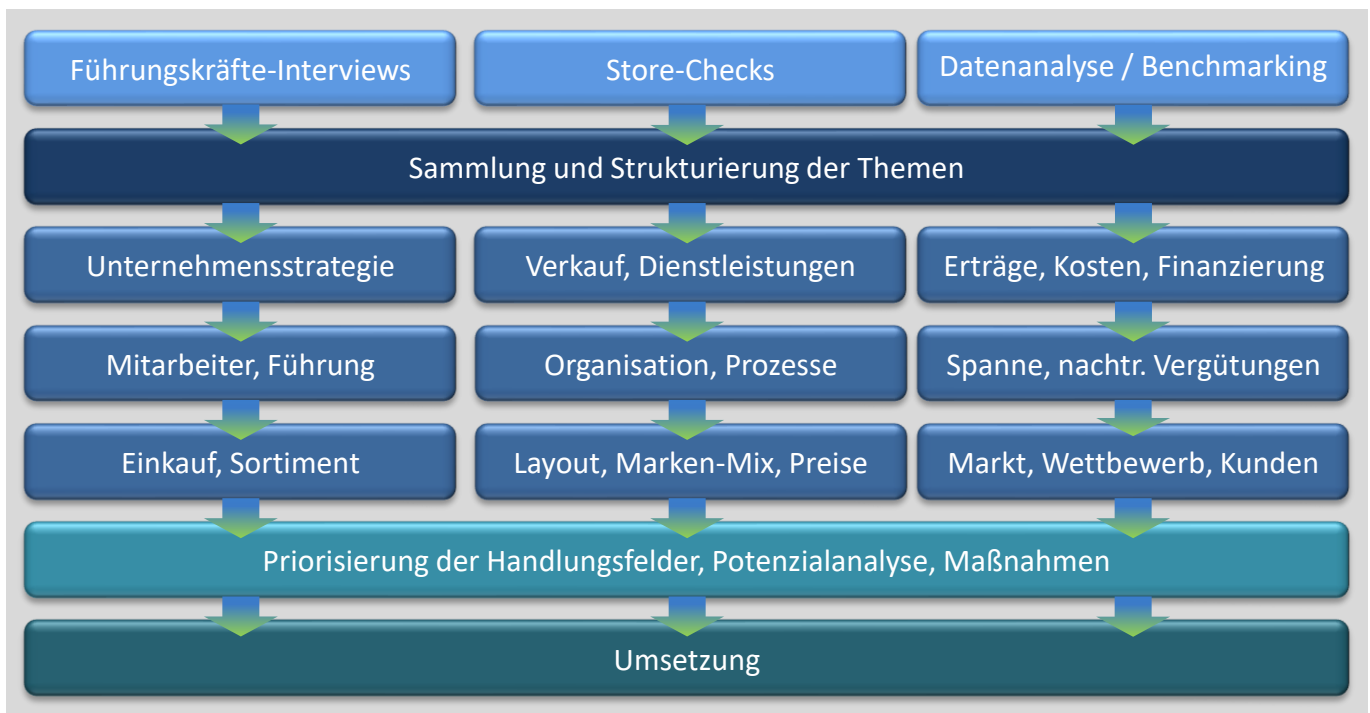 Führungskräfte-Interviews
Store-Checks
Datenanalyse / Benchmarking
Sammlung und Strukturierung der Themen
Unternehmensstrategie
Verkauf, Dienstleistungen
Erträge, Kosten, Finanzierung
Mitarbeiter, Führung
Organisation, Prozesse
Spanne, nachtr. Vergütungen
Einkauf, Sortiment
Layout, Marken-Mix, Preise
Markt, Wettbewerb, Kunden
Priorisierung der Handlungsfelder, Potenzialanalyse, Maßnahmen
Umsetzung